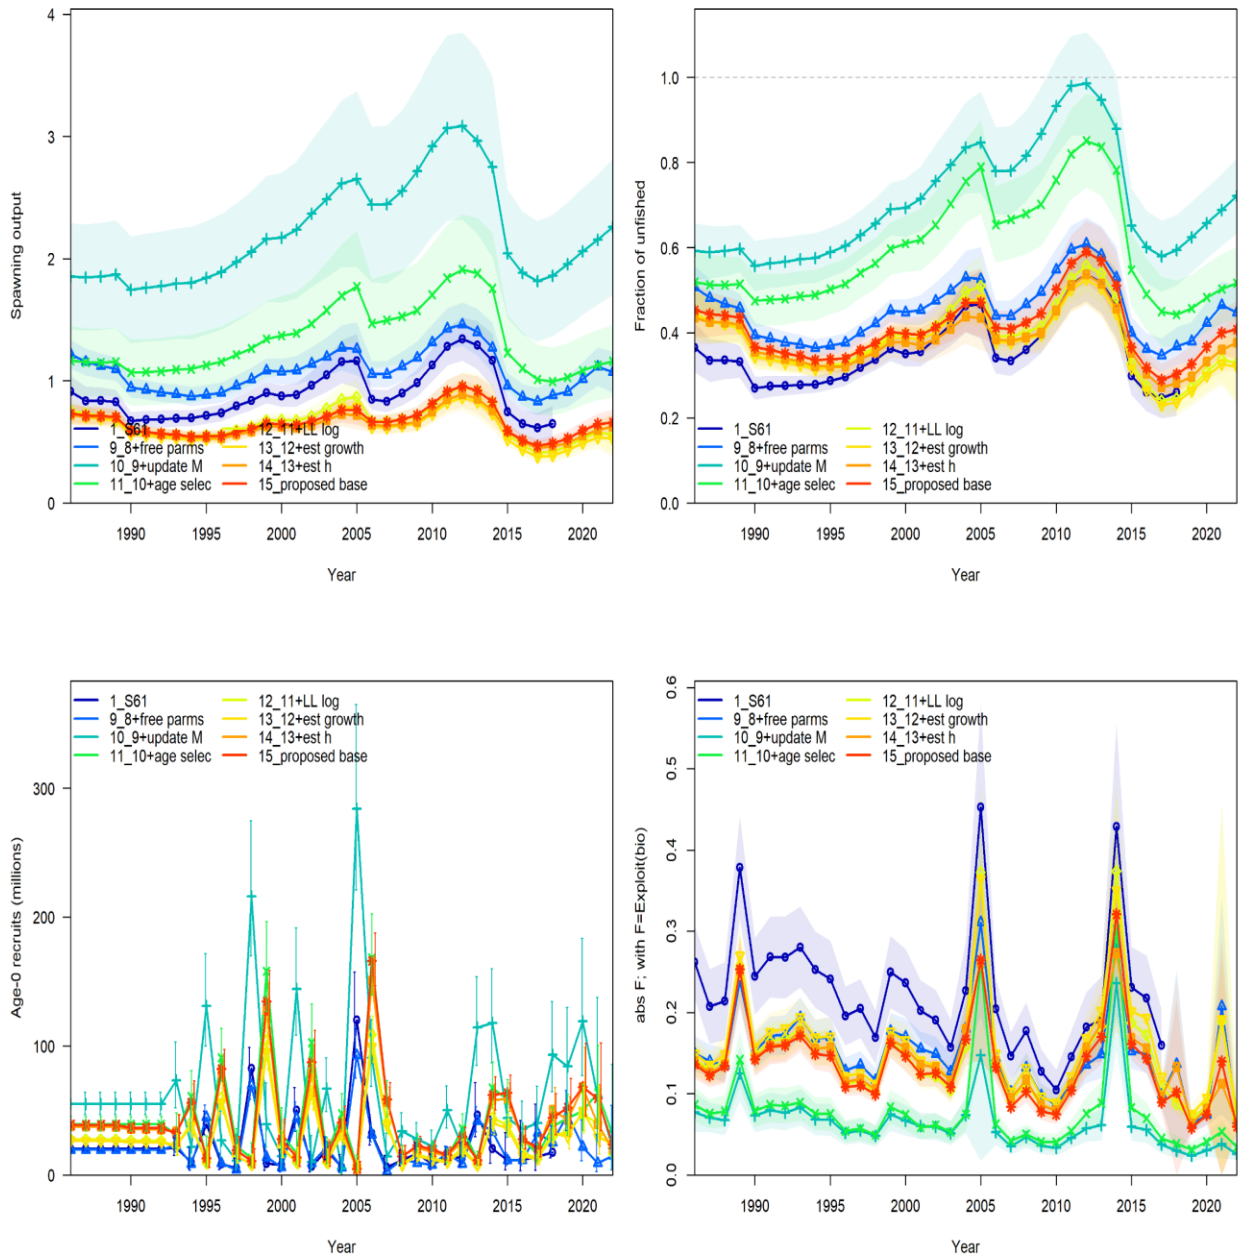 Spawning output
4
3
2
1
0
1_S61
9_8+free parms
10_9+update M
11_10+age selec
12_11+LL log
13_12+est growth
14_13+est h
15_proposed base
1990 1995 2000 2005 2010 2015 2020
Year
Fraction of unfished
1.0
0.8
0.6
0.4
0.2
0.0
1_S61
9_8+free parms
10_9+update M
11_10+age selec
12_11+LL log
13_12+est growth
14_13+est h
15_proposed base
1990 1995 2000 2005 2010 2015 2020
Year
Age-0 recruits (millions)
300
200
100
0
1_S61
9_8+free parms
10_9+update M
11_10+age selec
12_11+LL log
13_12+est growth
14_13+est h
15_proposed base
1990 1995 2000 2005 2010 2015 2020
Year
abs F; with F=Exploit(bio)
0.6
0.5
0.4
0.3
0.2
0.1
0.0
1_S61
9_8+free parms
10_9+update M
11_10+age selec
12_11+LL log
13_12+est growth
14_13+est h
15_proposed base
1990 1995 2000 2005 2010 2015 2020
Year